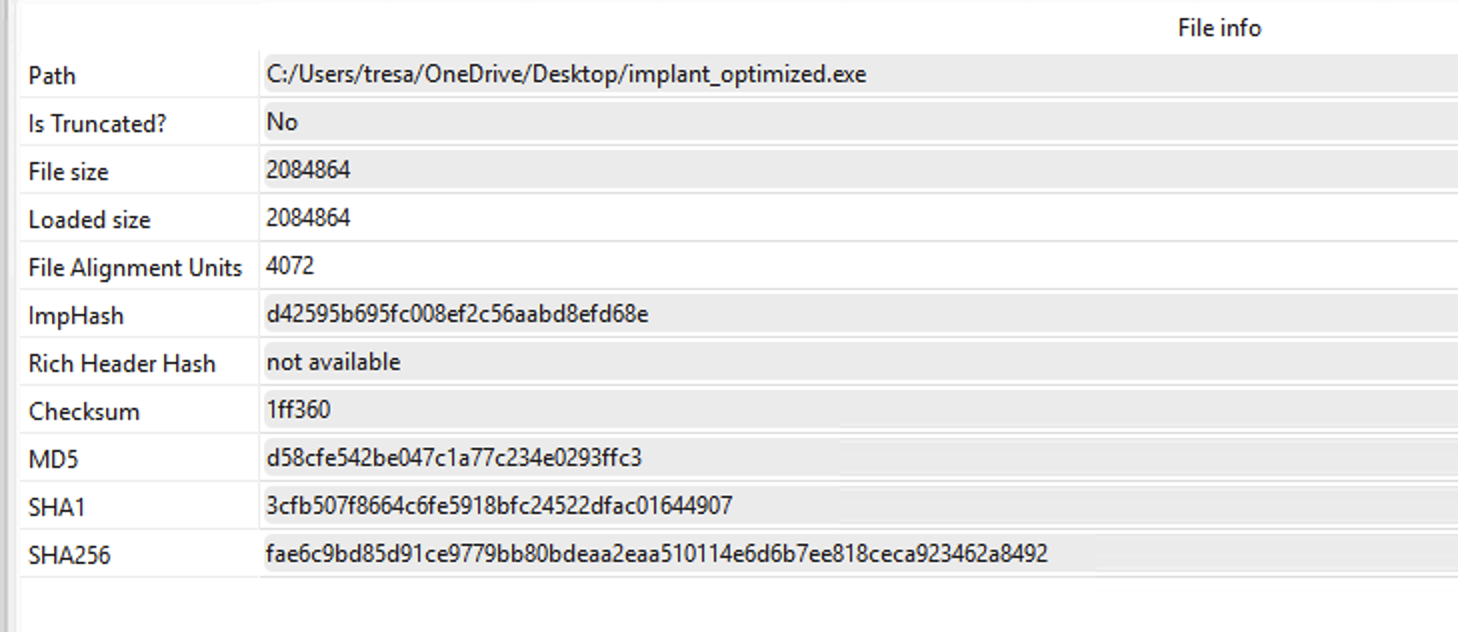 File info
Path C:/Users/tresa/OneDrive/Desktop/implant_optimized.exe
Is Truncated? No
File size 2084864
Loaded size 2084864
File Alignment Units 4072
ImpHash d42595b695fc008ef2c56aabd8efd68e
Rich Header Hash not available
Checksum 1ff360
MD5 d58cfe542be047c1a77c234e0293ffc3
SHA1 3cfb507f8664c6fe5918bfc24522dfac01644907
SHA256 fae6c9bd85d91ce9779bb80bdeaa2eaa510114e6d6b7ee818ceca923462a8492